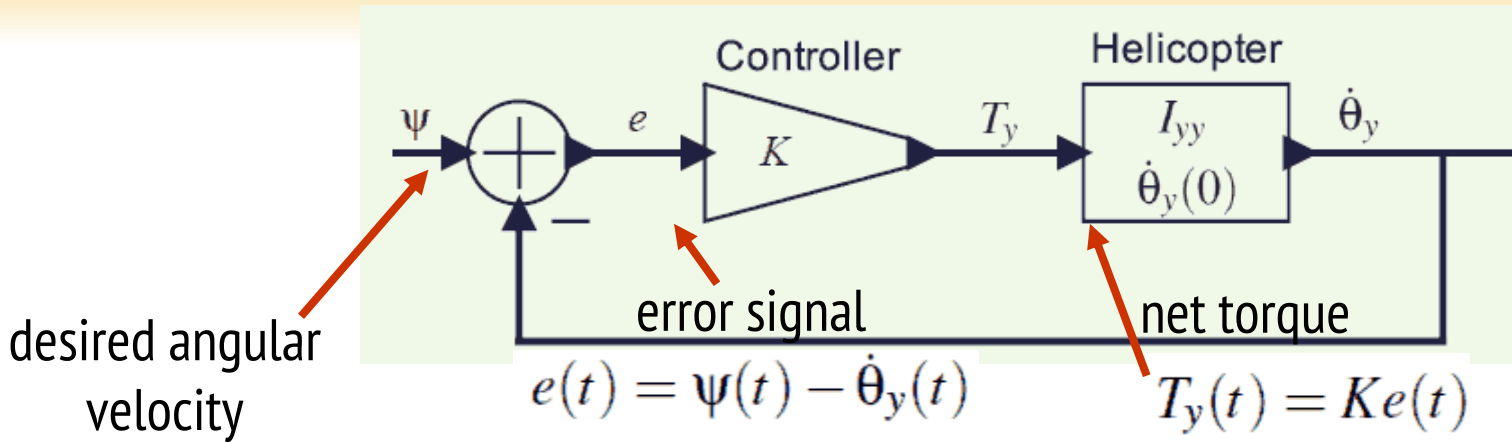 Controller
Helicopter
ψ
e
K
T_y
I_yy
θ̇_y(0)
θ̇_y
−
desired angular
velocity
error signal
net torque
e(t) = ψ(t) − θ̇_y(t)
T_y(t) = Ke(t)